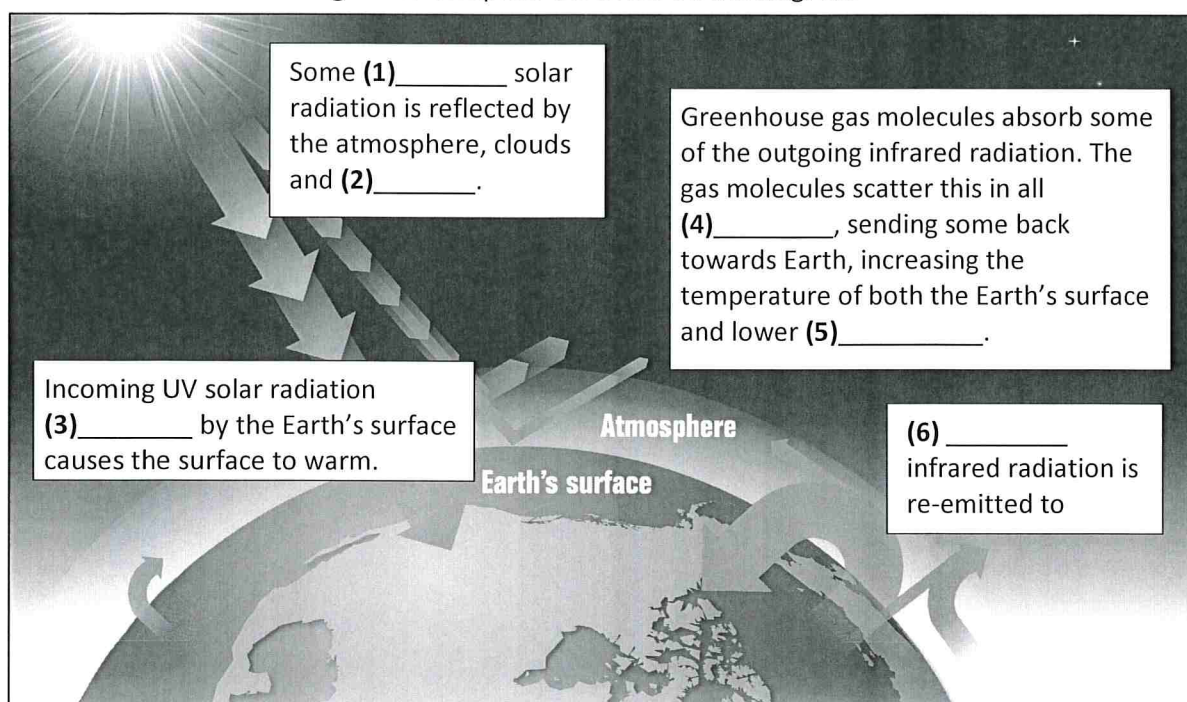 Some (1)________ solar
radiation is reflected by
the atmosphere, clouds
and (2)________.
Greenhouse gas molecules absorb some
of the outgoing infrared radiation. The
gas molecules scatter this in all
(4)_________, sending some back
towards Earth, increasing the
temperature of both the Earth's surface
and lower (5)___________.
Incoming UV solar radiation
(3)_________ by the Earth's surface
causes the surface to warm.
Atmosphere
Earth's surface
(6) _________
infrared radiation is
re-emitted to